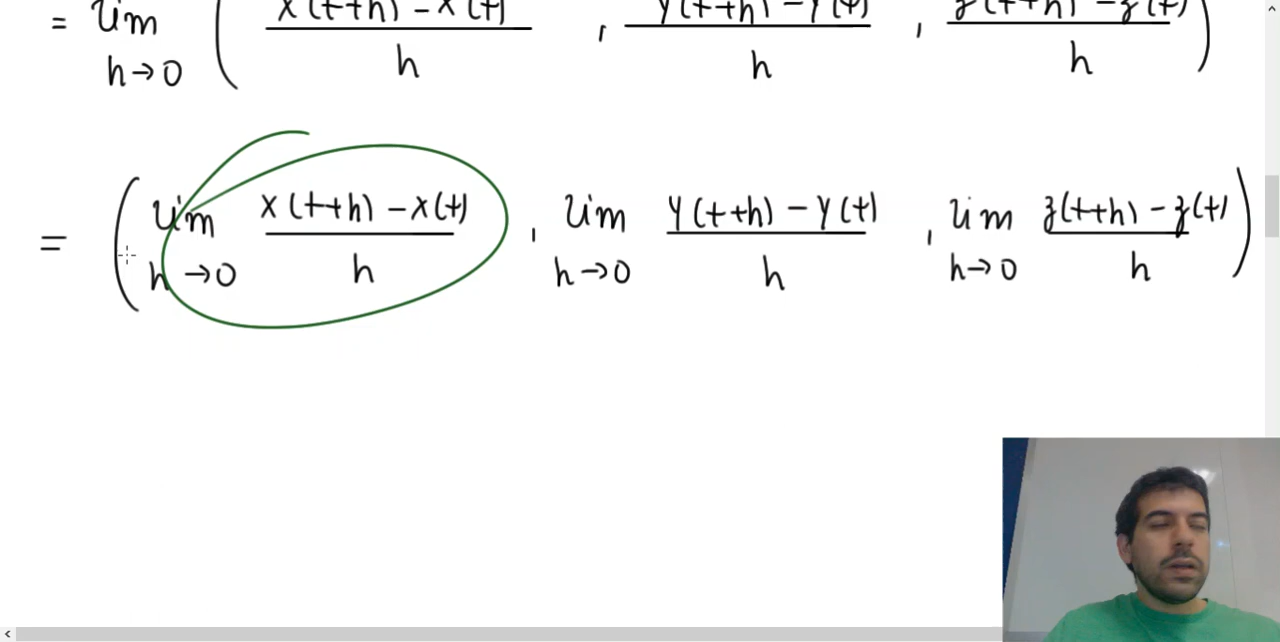 = lim ( x(t+h) - x(t) / h , y(t+h) - y(t) / h , z(t+h) - z(t) / h )
h→0
= ( lim x(t+h) - x(t) / h , lim y(t+h) - y(t) / h , lim z(t+h) - z(t) / h )
h→0 h→0 h→0